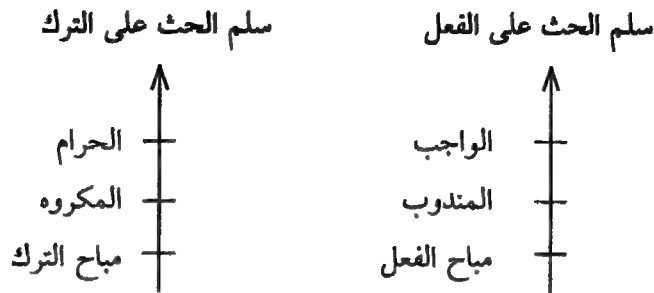 سلم الحث على الفعل
الواجب
المندوب
مباح الفعل
سلم الحث على الترك
الحرام
المكروه
مباح الترك